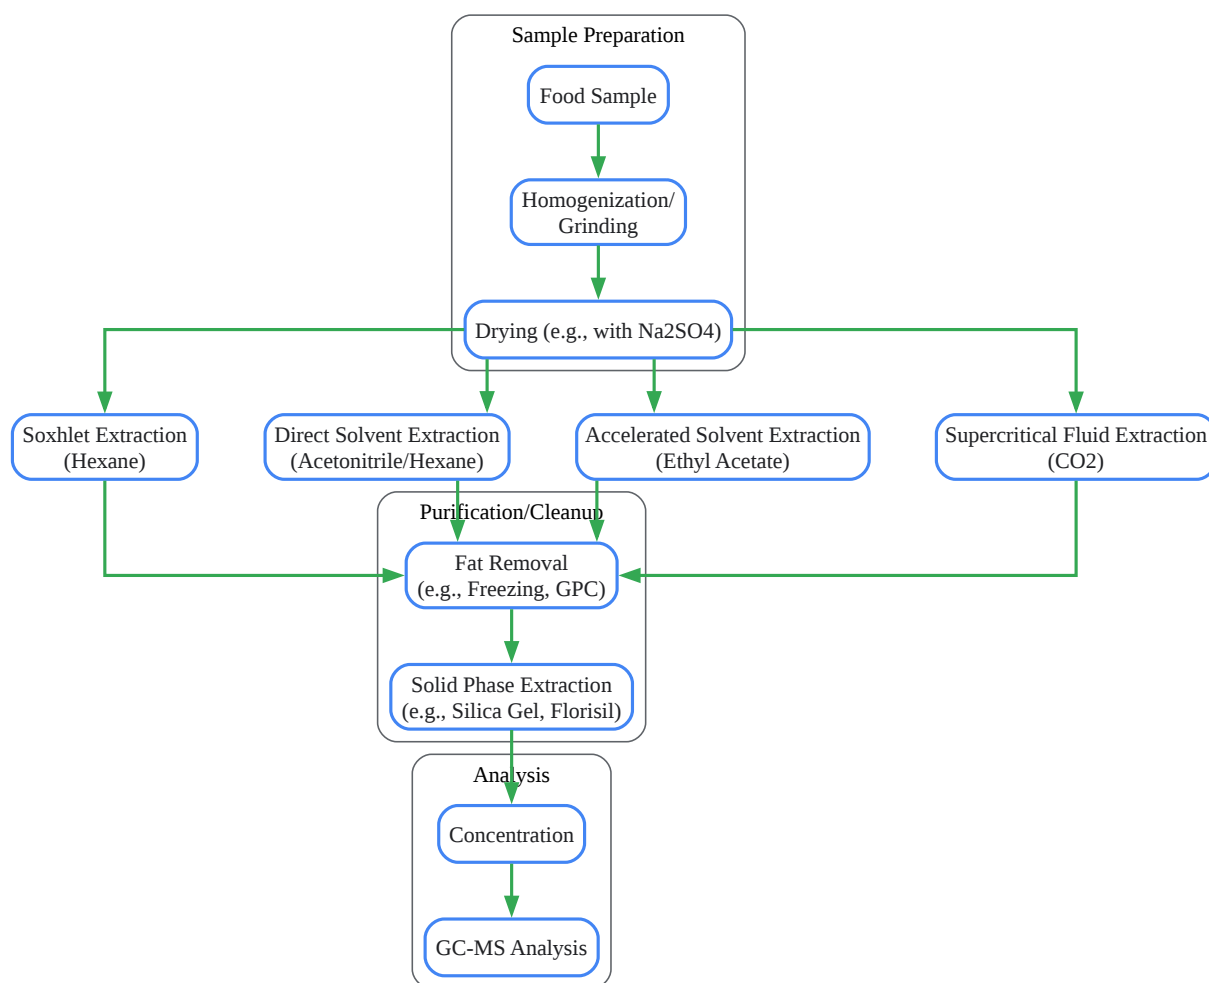 Sample Preparation
Food Sample
Homogenization/
Grinding
Drying (e.g., with Na2SO4)
Soxhlet Extraction
(Hexane)
Direct Solvent Extraction
(Acetonitrile/Hexane)
Accelerated Solvent Extraction
(Ethyl Acetate)
Supercritical Fluid Extraction
(CO2)
Purification/Cleanup
Fat Removal
(e.g., Freezing, GPC)
Solid Phase Extraction
(e.g., Silica Gel, Florisil)
Analysis
Concentration
GC-MS Analysis